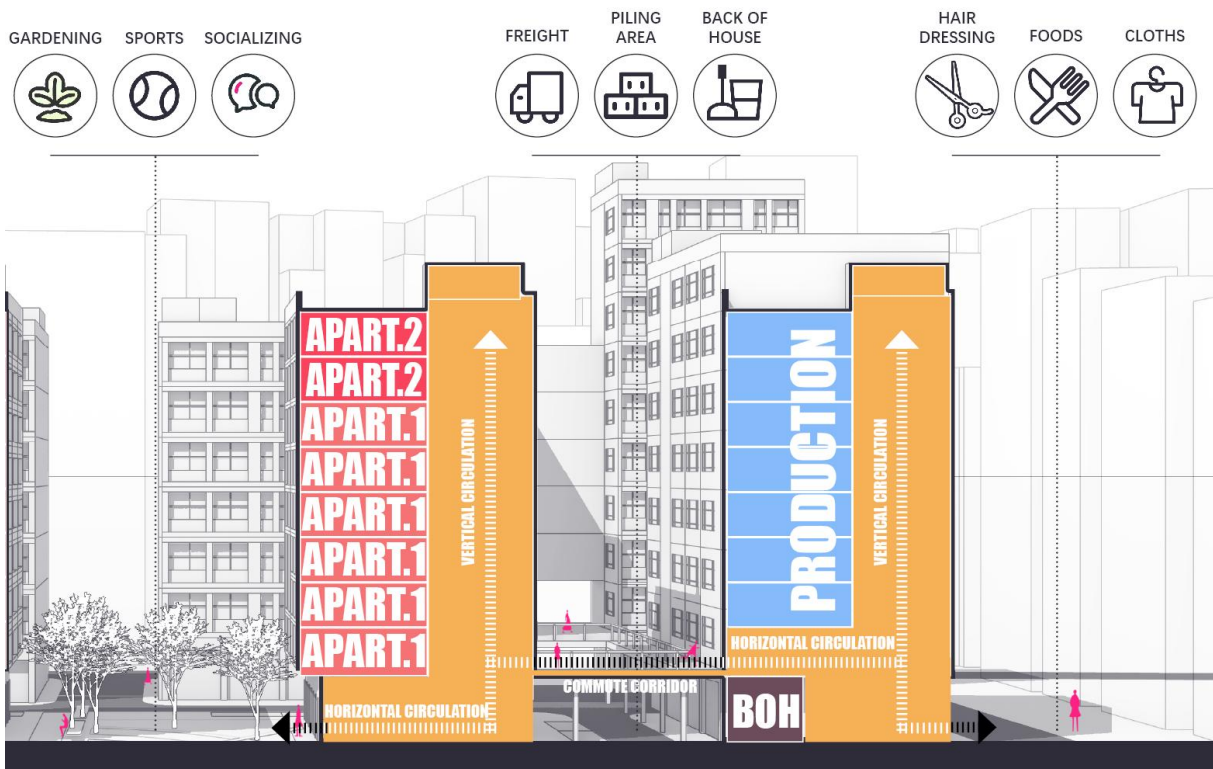 GARDENING
SPORTS
SOCIALIZING
FREIGHT
PILING
AREA
BACK OF
HOUSE
HAIR
DRESSING
FOODS
CLOTHS
APART.2
APART.2
APART.1
APART.1
APART.1
APART.1
APART.1
APART.1
VERTICAL CIRCULATION
HORIZONTAL CIRCULATION
COMMOTE CORRIDOR
PRODUCTION
VERTICAL CIRCULATION
HORIZONTAL CIRCULATION
BOH